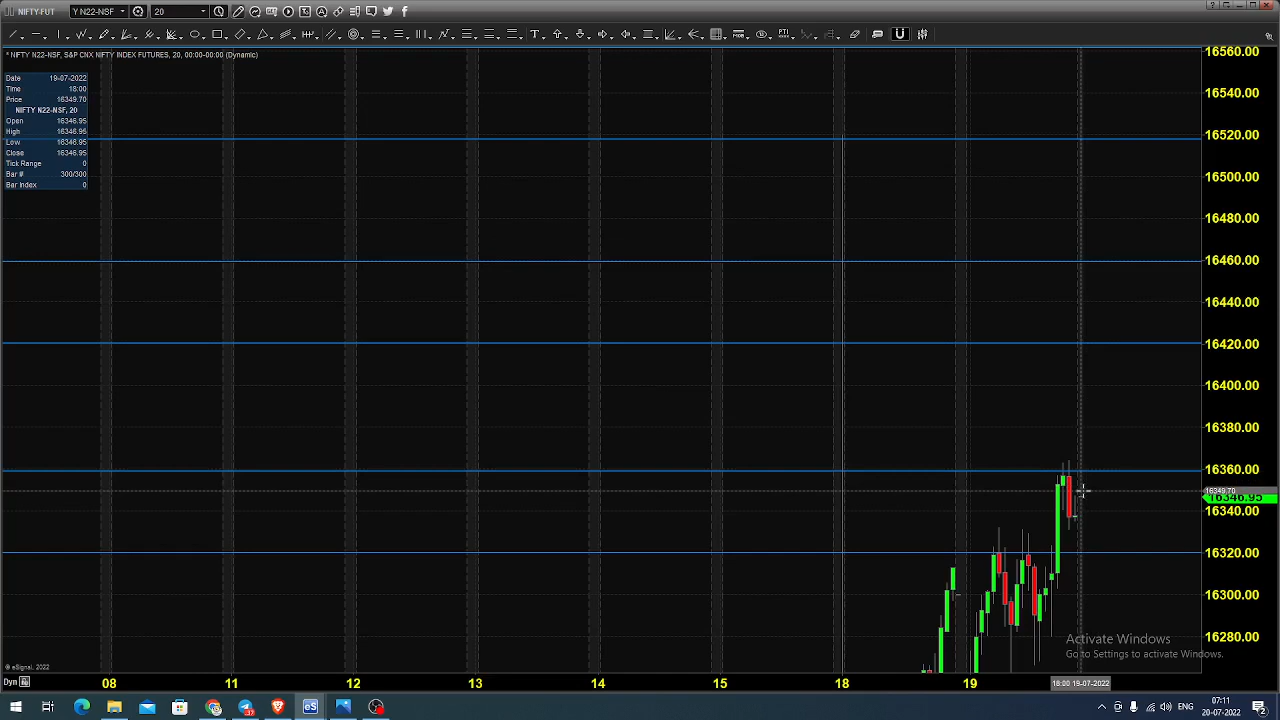 NIFTY-FUT Y N22-NSF 20
* NIFTY N22-NSF, S&P CNX NIFTY INDEX FUTURES, 20, 00:00-00:00 (Dynamic)
Date 19-07-2022
Time 18:00
Price 16349.70
NIFTY N22-NSF, 20
Open 16346.95
High 16346.95
Low 16346.95
Close 16346.95
Tick Range 0
Bar # 300/300
Bar Index 0
16560.00
16540.00
16520.00
16500.00
16480.00
16460.00
16440.00
16420.00
16400.00
16380.00
16360.00
16349.70
16346.95
16340.00
16320.00
16300.00
16280.00
Activate Windows
Go to Settings to activate Windows.
© eSignal, 2022
Dyn 08 11 12 13 14 15 18 19 18:00 19-07-2022
eS ENG 07:11
20-07-2022 2